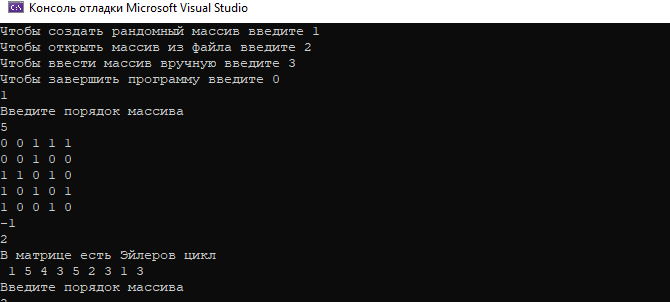 Консоль отладки Microsoft Visual Studio
Чтобы создать рандомный массив введите 1
Чтобы открыть массив из файла введите 2
Чтобы ввести массив вручную введите 3
Чтобы завершить программу введите 0
1
Введите порядок массива
5
0 0 1 1 1
0 0 1 0 0
1 1 0 1 0
1 0 1 0 1
1 0 0 1 0
-1
2
В матрице есть Эйлеров цикл
1 5 4 3 5 2 3 1 3
Введите порядок массива